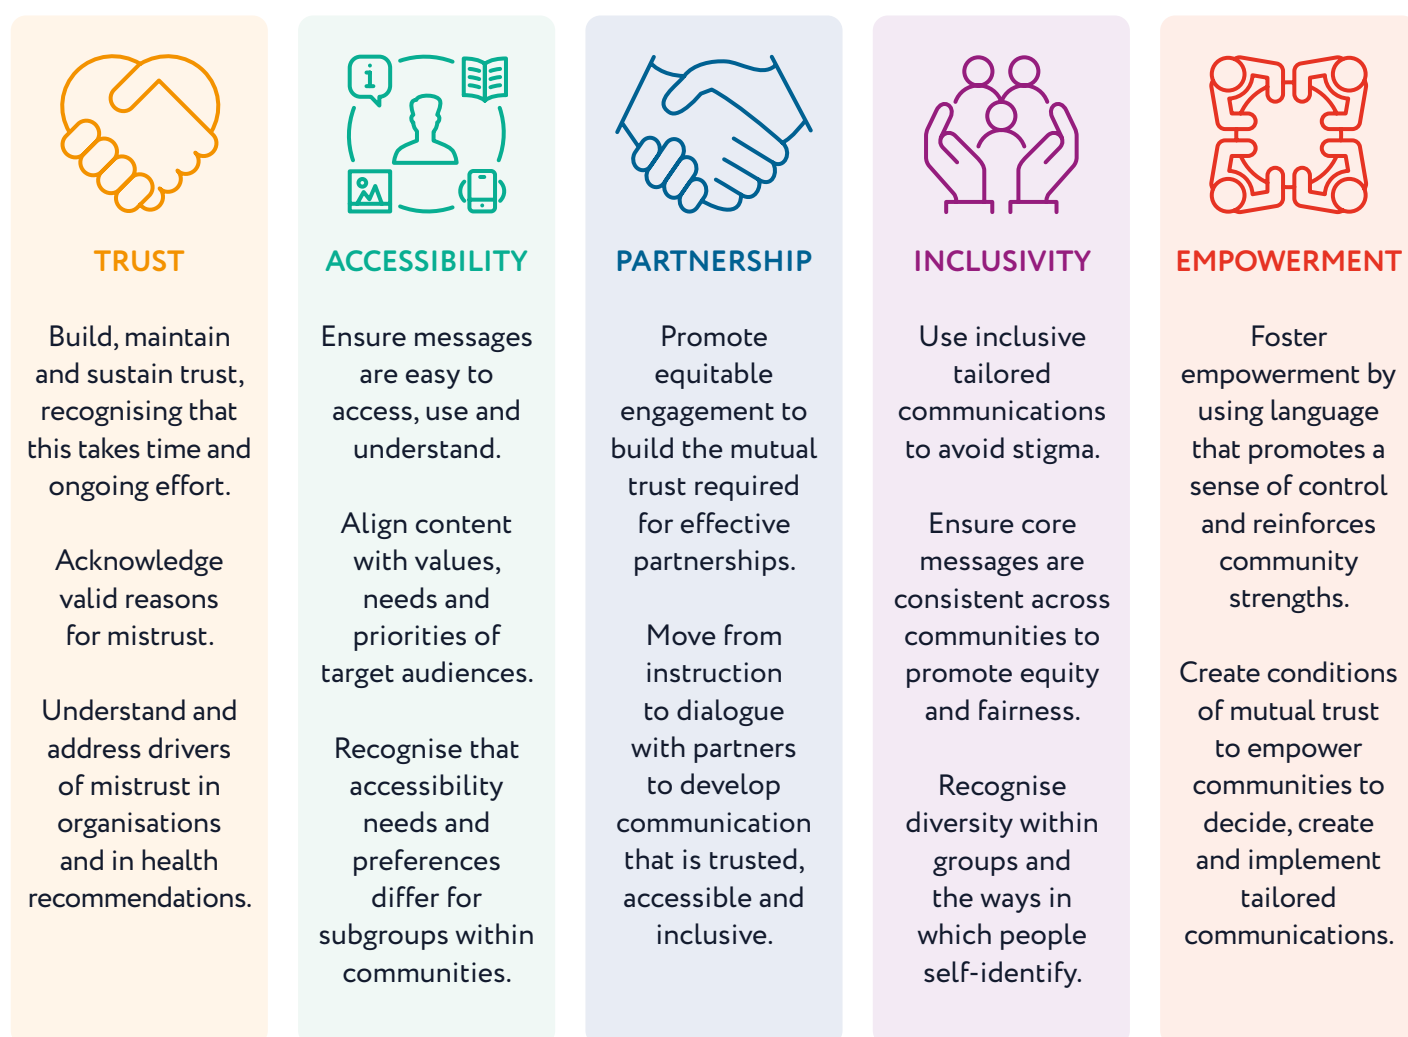 TRUST
Build, maintain
and sustain trust,
recognising that
this takes time and
ongoing effort.
Acknowledge
valid reasons
for mistrust.
Understand and
address drivers
of mistrust in
organisations
and in health
recommendations.
ACCESSIBILITY
Ensure messages
are easy to
access, use and
understand.
Align content
with values,
needs and
priorities of
target audiences.
Recognise that
accessibility
needs and
preferences
differ for
subgroups within
communities.
PARTNERSHIP
Promote
equitable
engagement to
build the mutual
trust required
for effective
partnerships.
Move from
instruction
to dialogue
with partners
to develop
communication
that is trusted,
accessible and
inclusive.
INCLUSIVITY
Use inclusive
tailored
communications
to avoid stigma.
Ensure core
messages are
consistent across
communities to
promote equity
and fairness.
Recognise
diversity within
groups and
the ways in
which people
self-identify.
EMPOWERMENT
Foster
empowerment by
using language
that promotes a
sense of control
and reinforces
community
strengths.
Create conditions
of mutual trust
to empower
communities to
decide, create
and implement
tailored
communications.